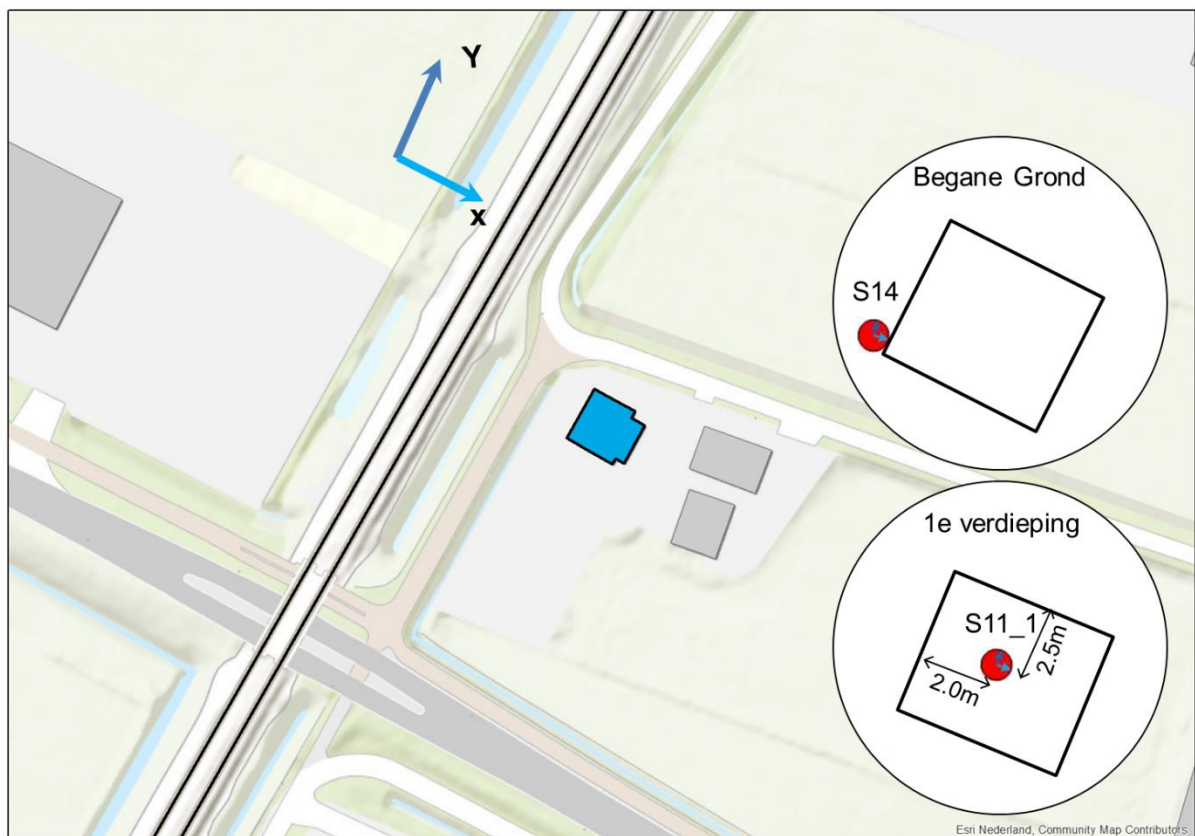 Y
x
Begane Grond
S14
1e verdieping
S11_1
2.0m
2.5m
Esri Nederland, Community Map Contributors